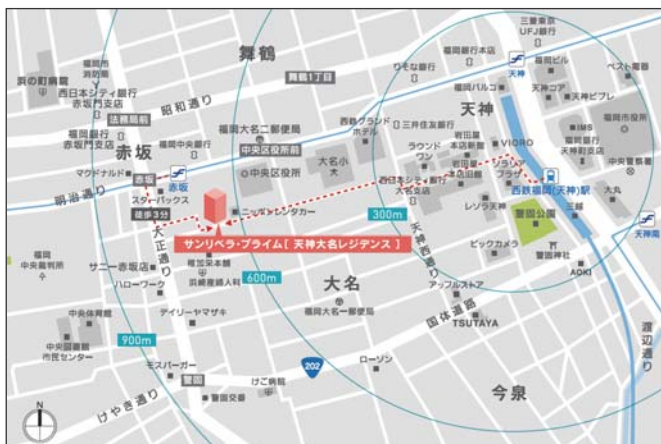 三菱東京
UFJ銀行
福岡銀行本店
りそな銀行
天神
福岡ビル
ベスト電器
福岡パルコ
天神コア
天神ビブレ
福岡市役所
舞鶴
舞鶴1丁目
浜の町病院
福岡市
消防局
西日本シティ銀行
赤坂門支店
昭和通り
法務局前
福岡銀行
赤坂門支店
福岡中央銀行
福岡大名二郵便局
中央区役所前
中央区役所
西鉄グランド
ホテル
大名小
三井住友銀行
天神
ラウンド
ワン
岩田屋
本店新館
岩田屋
本店旧館
VIORO
ソラリア
プラザ
IMS
福岡銀行
天神町支店
中央警察署
大丸
赤坂
マクドナルド
赤坂
赤坂
スターバックス
徒歩3分
明治通り
大正通り
ニッポンレンタカー
西日本シティ銀行
大名支店
300m
西鉄福岡(天神)駅
レソラ天神
警固公園
三越
天神南
サンリベラ・プライム[ 天神大名レジデンス ]
福岡
中央裁判所
サニー赤坂店
ハローワーク
稚加栄本舗
浜崎産婦人科
600m
大名
福岡大名一郵便局
天神西通り
ビックカメラ
警固神社
AOKI
アップルストア
国体道路
TSUTAYA
渡辺通り
中央体育館
中央図書館
市民センター
900m
デイリーヤマザキ
モスバーガー
警固
警固交番
けご病院
202
ローソン
今泉
けやき通り
N